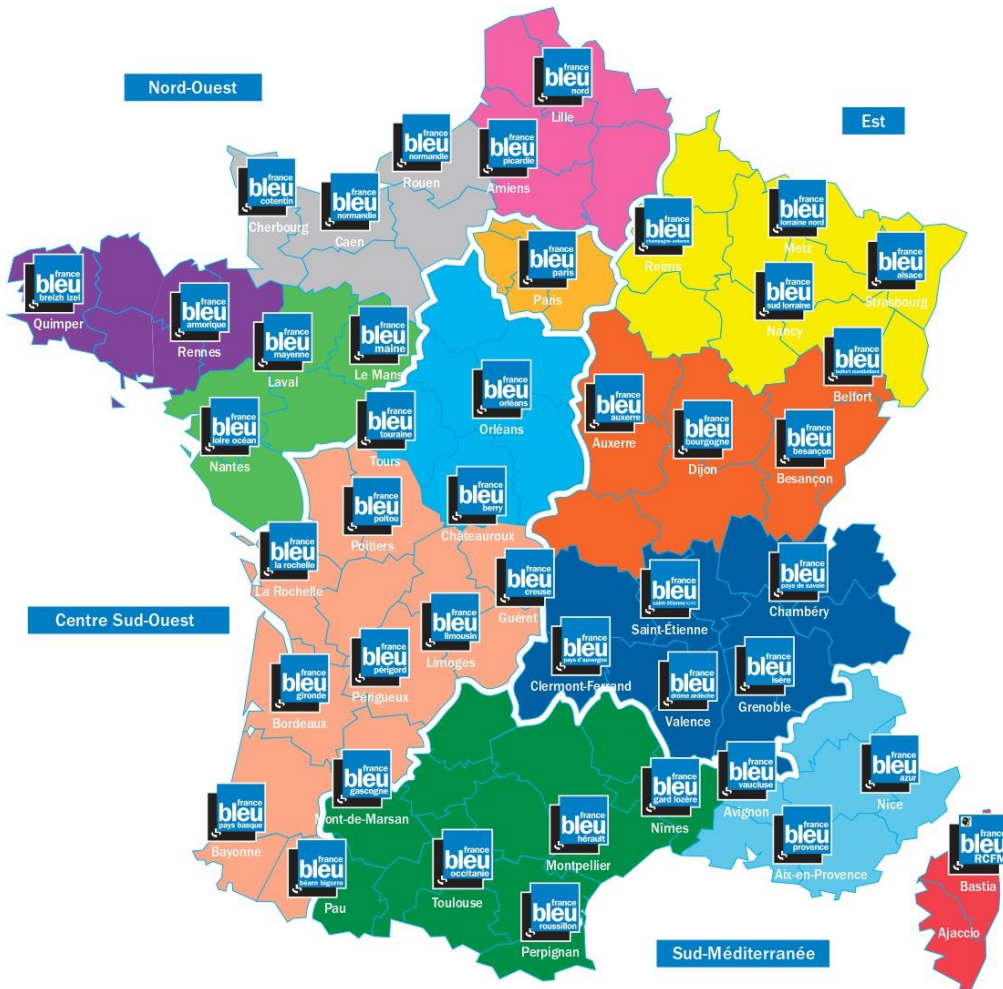 Nord-Ouest
Est
Centre Sud-Ouest
Sud-Méditerranée
france
bleu
nord
Lille
france
bleu
normandie
Rouen
france
bleu
picardie
Amiens
france
bleu
cotentin
Cherbourg
france
bleu
normandie
Caen
france
bleu
paris
Paris
france
bleu
champagne-ardenne
Reims
france
bleu
lorraine nord
Metz
france
bleu
alsace
Strasbourg
france
bleu
sud lorraine
Nancy
france
bleu
breizh izel
Quimper
france
bleu
armorique
Rennes
france
bleu
mayenne
Laval
france
bleu
maine
Le Mans
france
bleu
orléans
Orléans
france
bleu
auxerre
Auxerre
france
bleu
belfort montbéliard
Belfort
france
bleu
loire océan
Nantes
france
bleu
touraine
Tours
france
bleu
bourgogne
Dijon
france
bleu
besançon
Besançon
france
bleu
poitou
Poitiers
france
bleu
berry
Châteauroux
france
bleu
la rochelle
La Rochelle
france
bleu
creuse
Guéret
france
bleu
saint-étienne loire
Saint-Étienne
france
bleu
pays de savoie
Chambéry
france
bleu
limousin
Limoges
france
bleu
périgord
Périgueux
france
bleu
gironde
Bordeaux
france
bleu
pays d'auvergne
Clermont-Ferrand
france
bleu
drôme ardèche
Valence
france
bleu
isère
Grenoble
france
bleu
gascogne
Mont-de-Marsan
france
bleu
pays basque
Bayonne
france
bleu
béarn bigorre
Pau
france
bleu
occitanie
Toulouse
france
bleu
hérault
Montpellier
france
bleu
gard lozère
Nîmes
france
bleu
vaucluse
Avignon
france
bleu
azur
Nice
france
bleu
provence
Aix-en-Provence
france
bleu
roussillon
Perpignan
france
bleu
RCFM
Bastia
Ajaccio